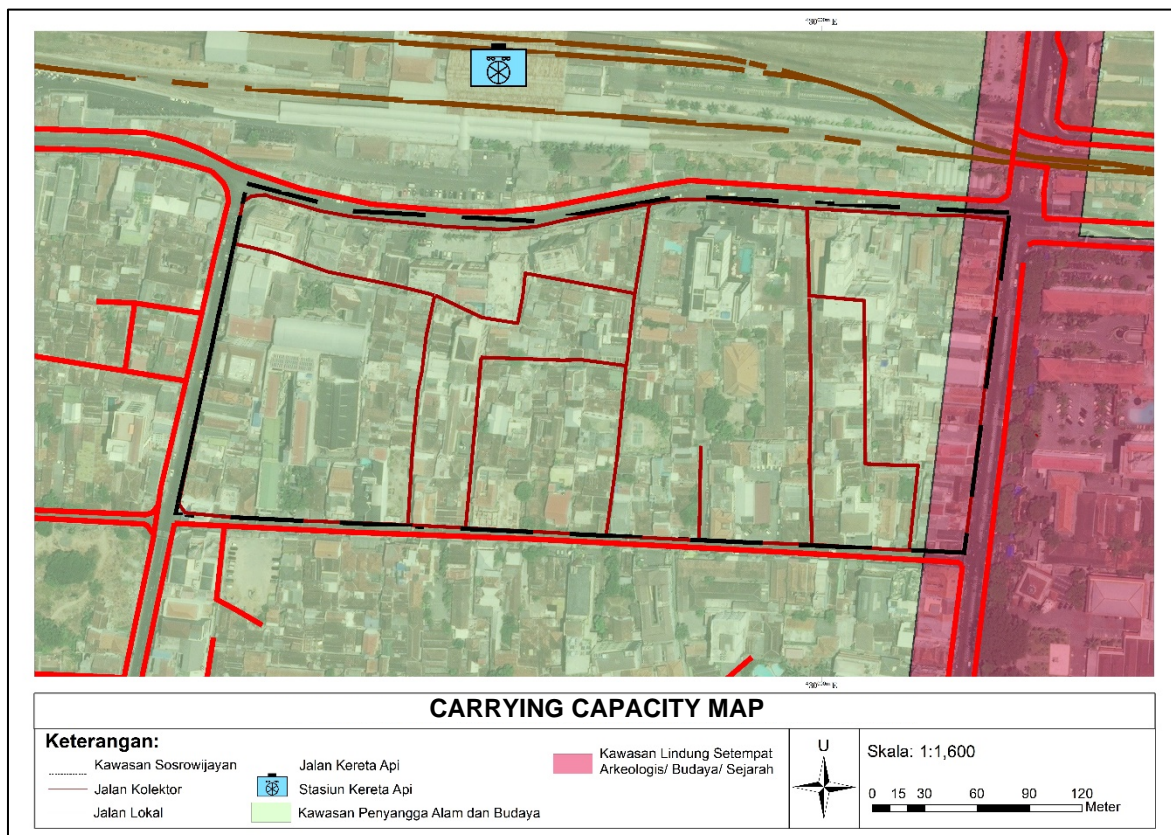 CARRYING CAPACITY MAP
Keterangan:
Kawasan Sosrowijayan
Jalan Kolektor
Jalan Lokal
Jalan Kereta Api
Stasiun Kereta Api
Kawasan Penyangga Alam dan Budaya
Kawasan Lindung Setempat
Arkeologis/ Budaya/ Sejarah
U
Skala: 1:1,600
0 15 30 60 90 120
Meter